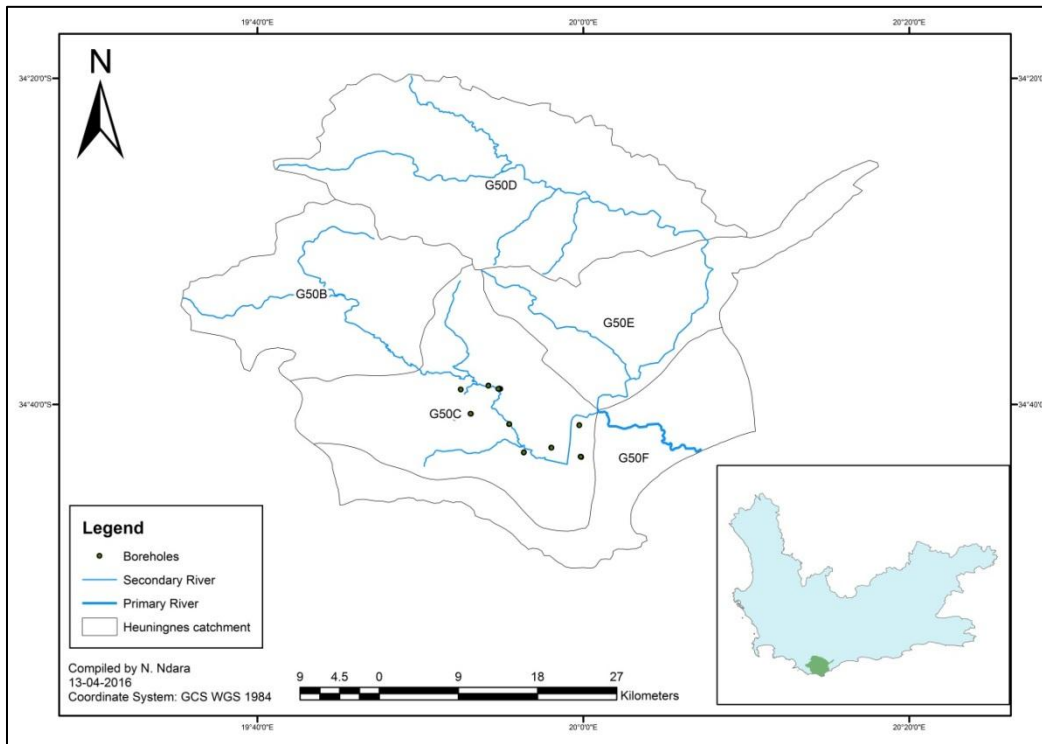 19°40'0"E
20°0'0"E
20°20'0"E
N
34°20'0"S
34°20'0"S
G50D
G50B
G50E
34°40'0"S
34°40'0"S
G50C
G50F
Legend
Boreholes
Secondary River
Primary River
Heuningnes catchment
Compiled by N. Ndara
13-04-2016
Coordinate System: GCS WGS 1984
9 4.5 0 9 18 27
Kilometers
19°40'0"E
20°0'0"E
20°20'0"E